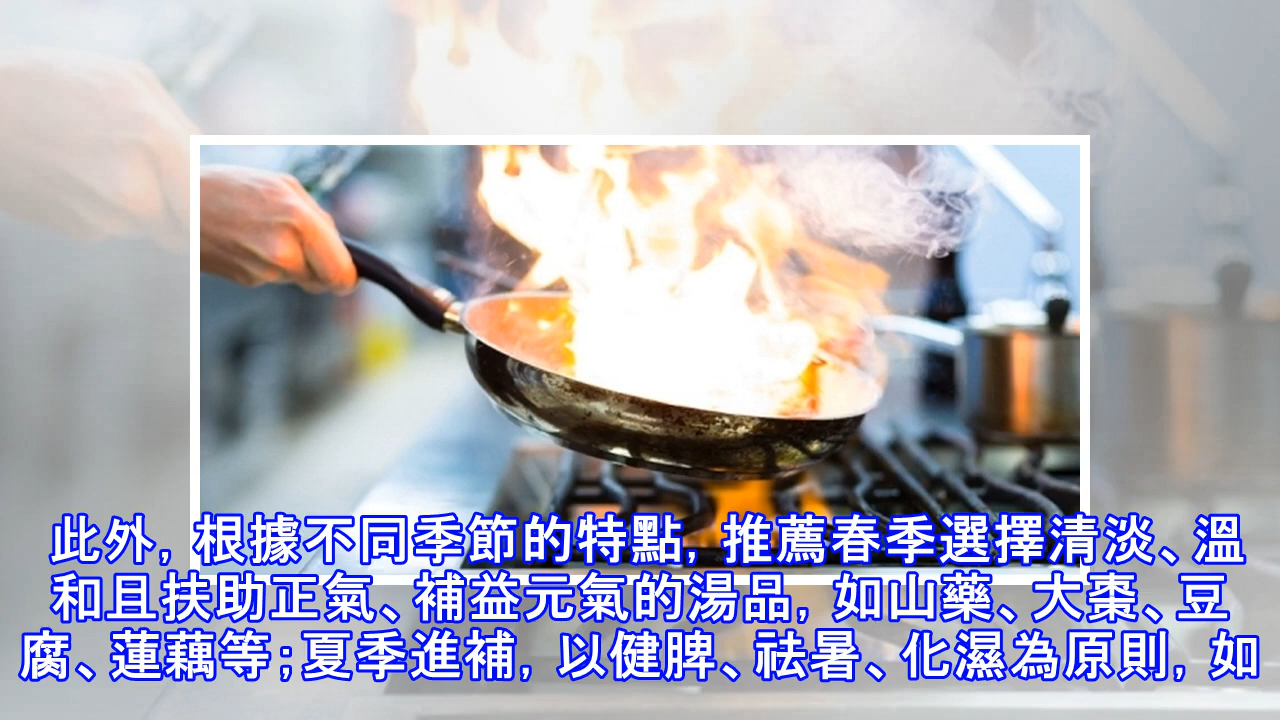 此外, 根據不同季節的特點, 推薦春季選擇清淡、溫
和且扶助正氣、補益元氣的湯品, 如山藥、大棗、豆
腐、蓮藕等;夏季進補, 以健脾、祛暑、化濕為原則, 如